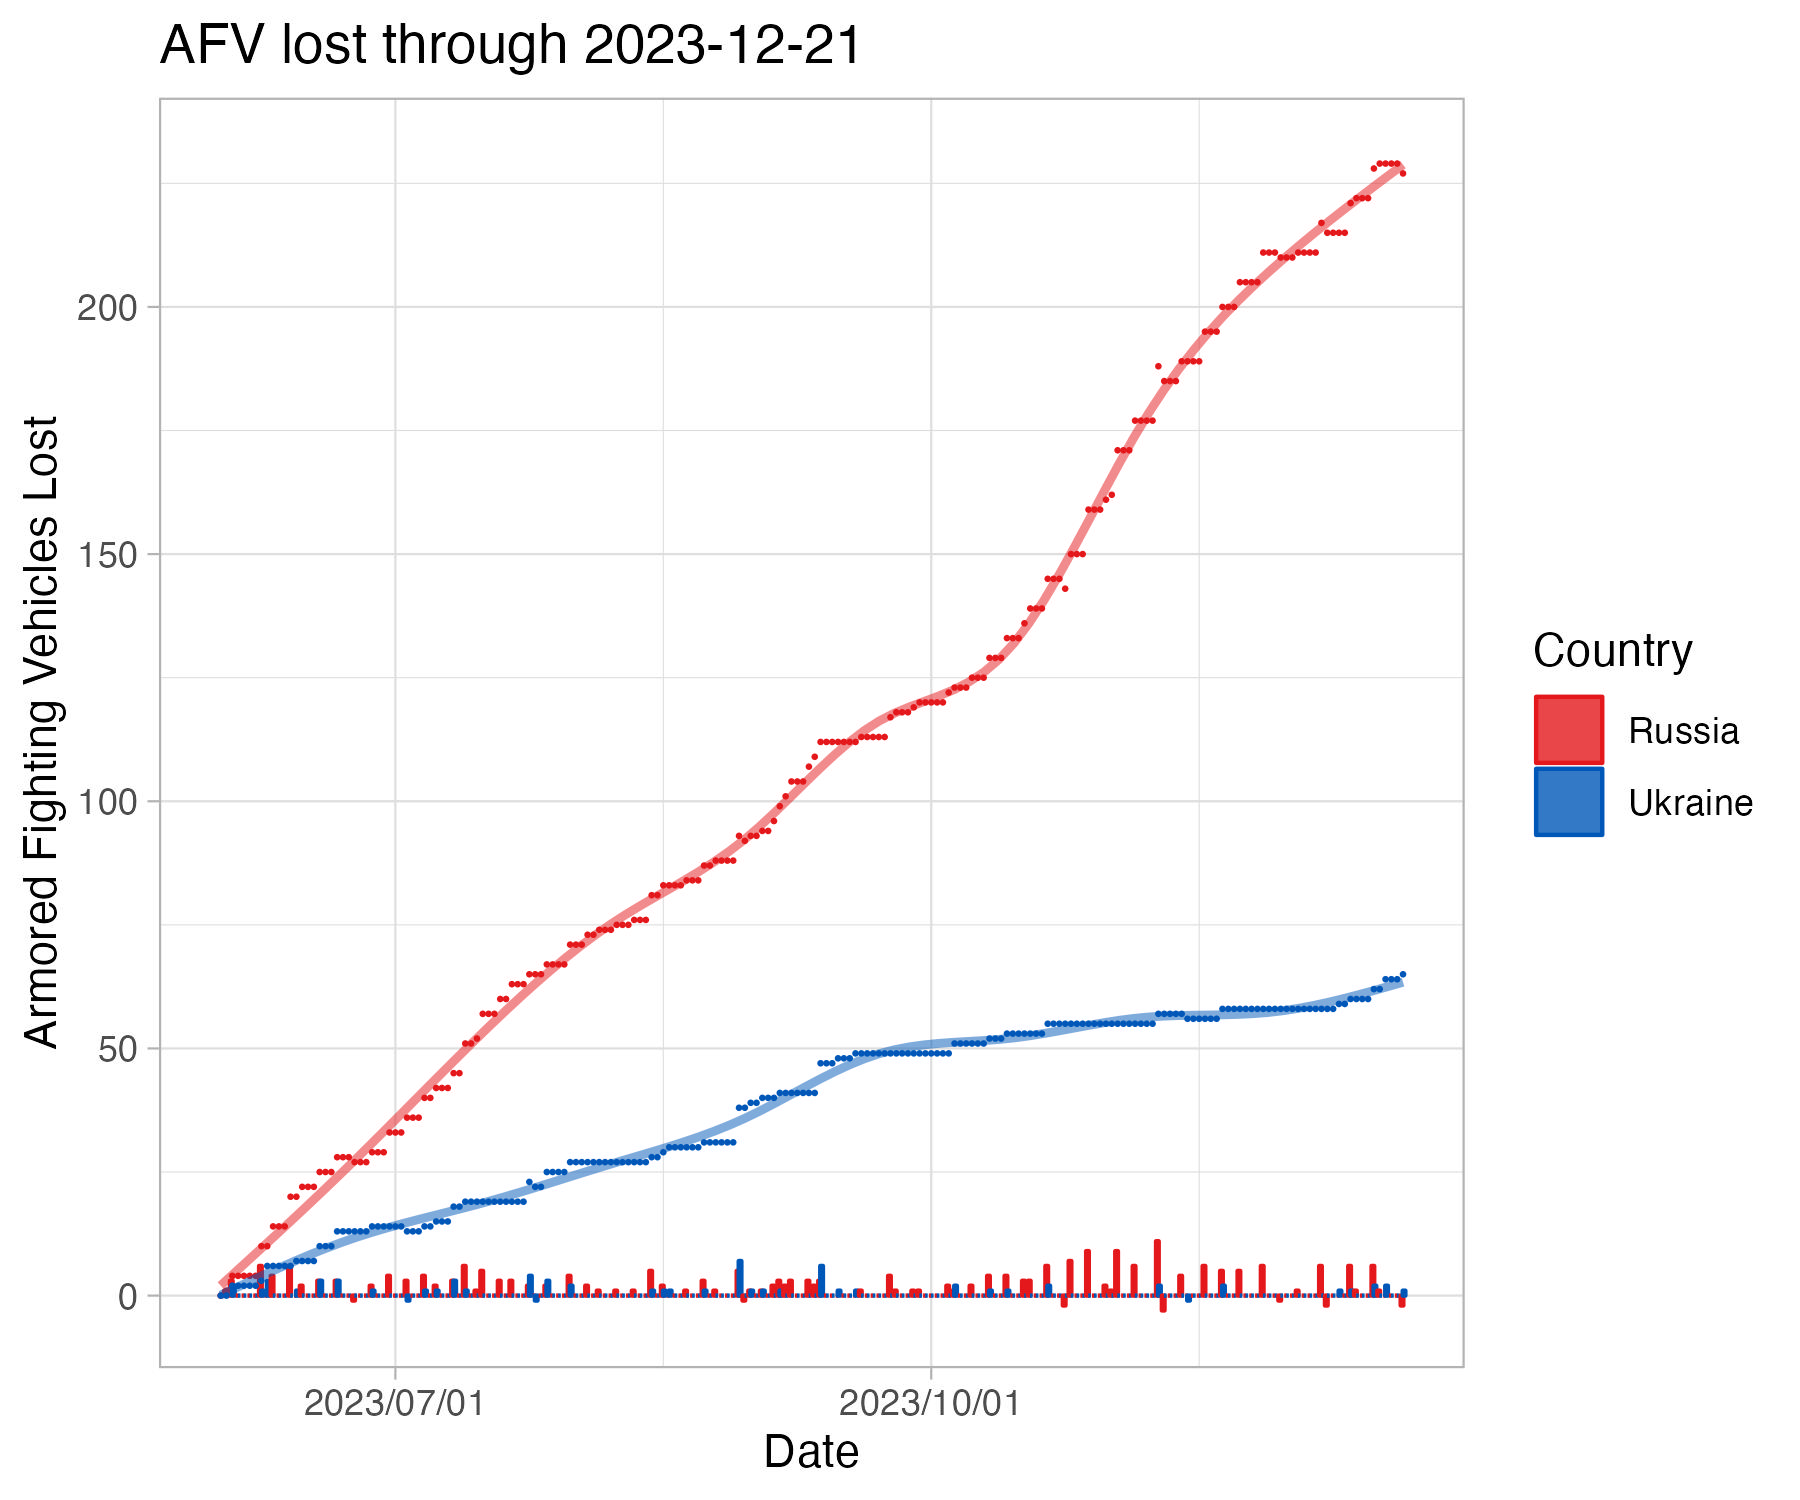 AFV lost through 2023-12-21
Armored Fighting Vehicles Lost
200
150
100
50
0
2023/07/01
2023/10/01
Date
Country
Russia
Ukraine